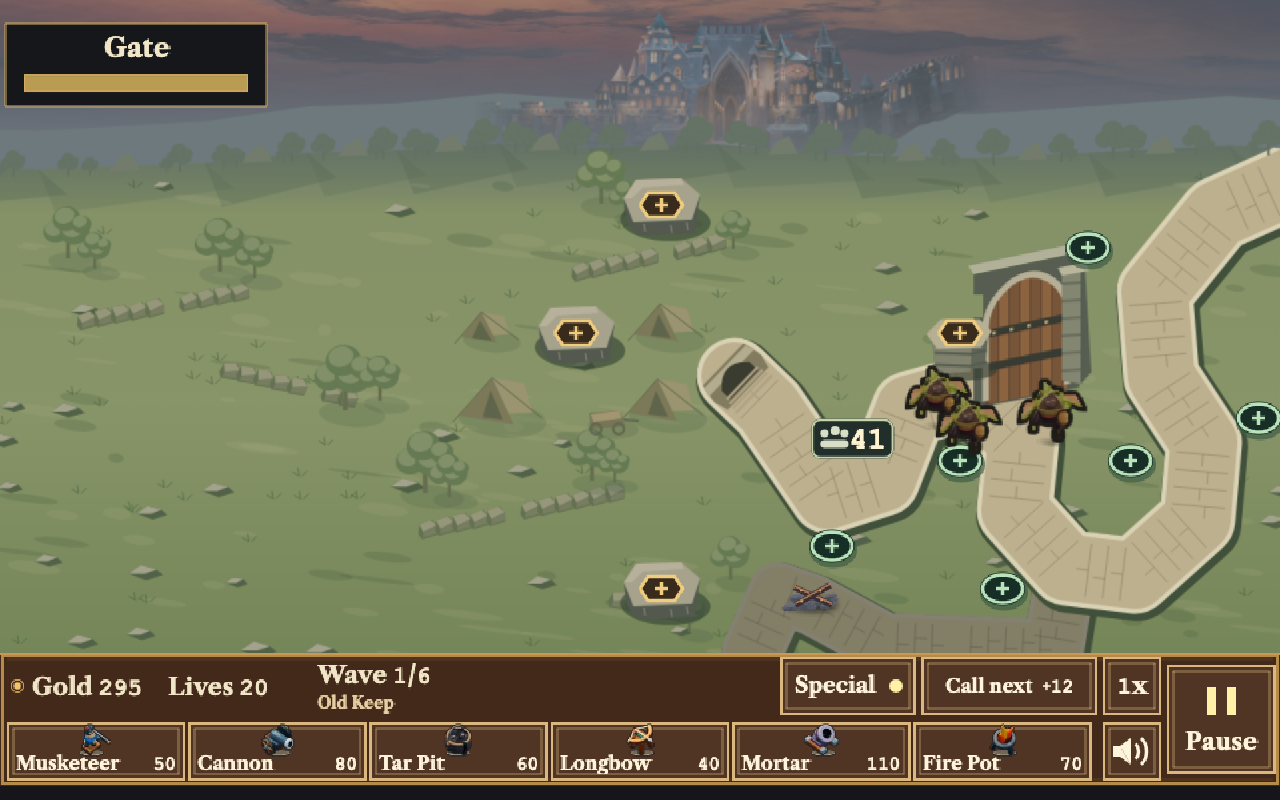 Gate
41
Gold 295
Lives 20
Wave 1/6
Old Keep
Special
Call next +12
1x
Pause
Musketeer 50
Cannon 80
Tar Pit 60
Longbow 40
Mortar 110
Fire Pot 70